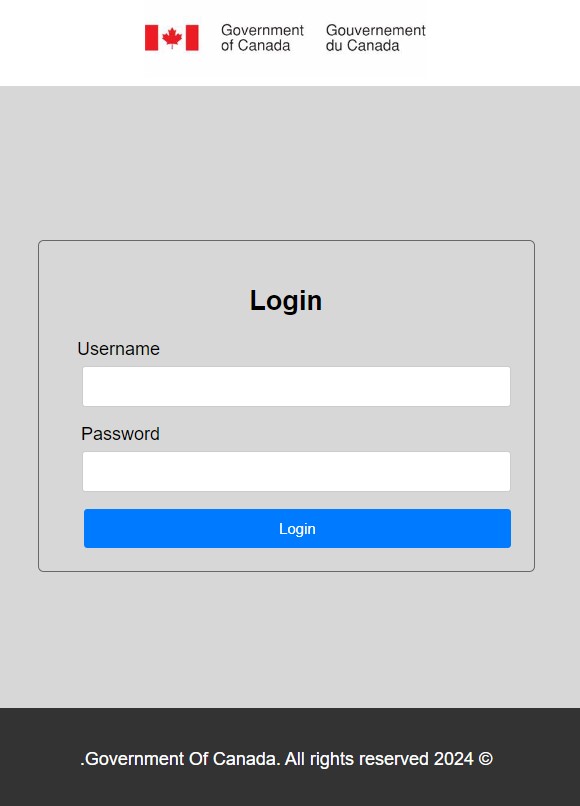 Government Gouvernement
of Canada du Canada
Login
Username
Password
Login
.Government Of Canada. All rights reserved 2024 ©